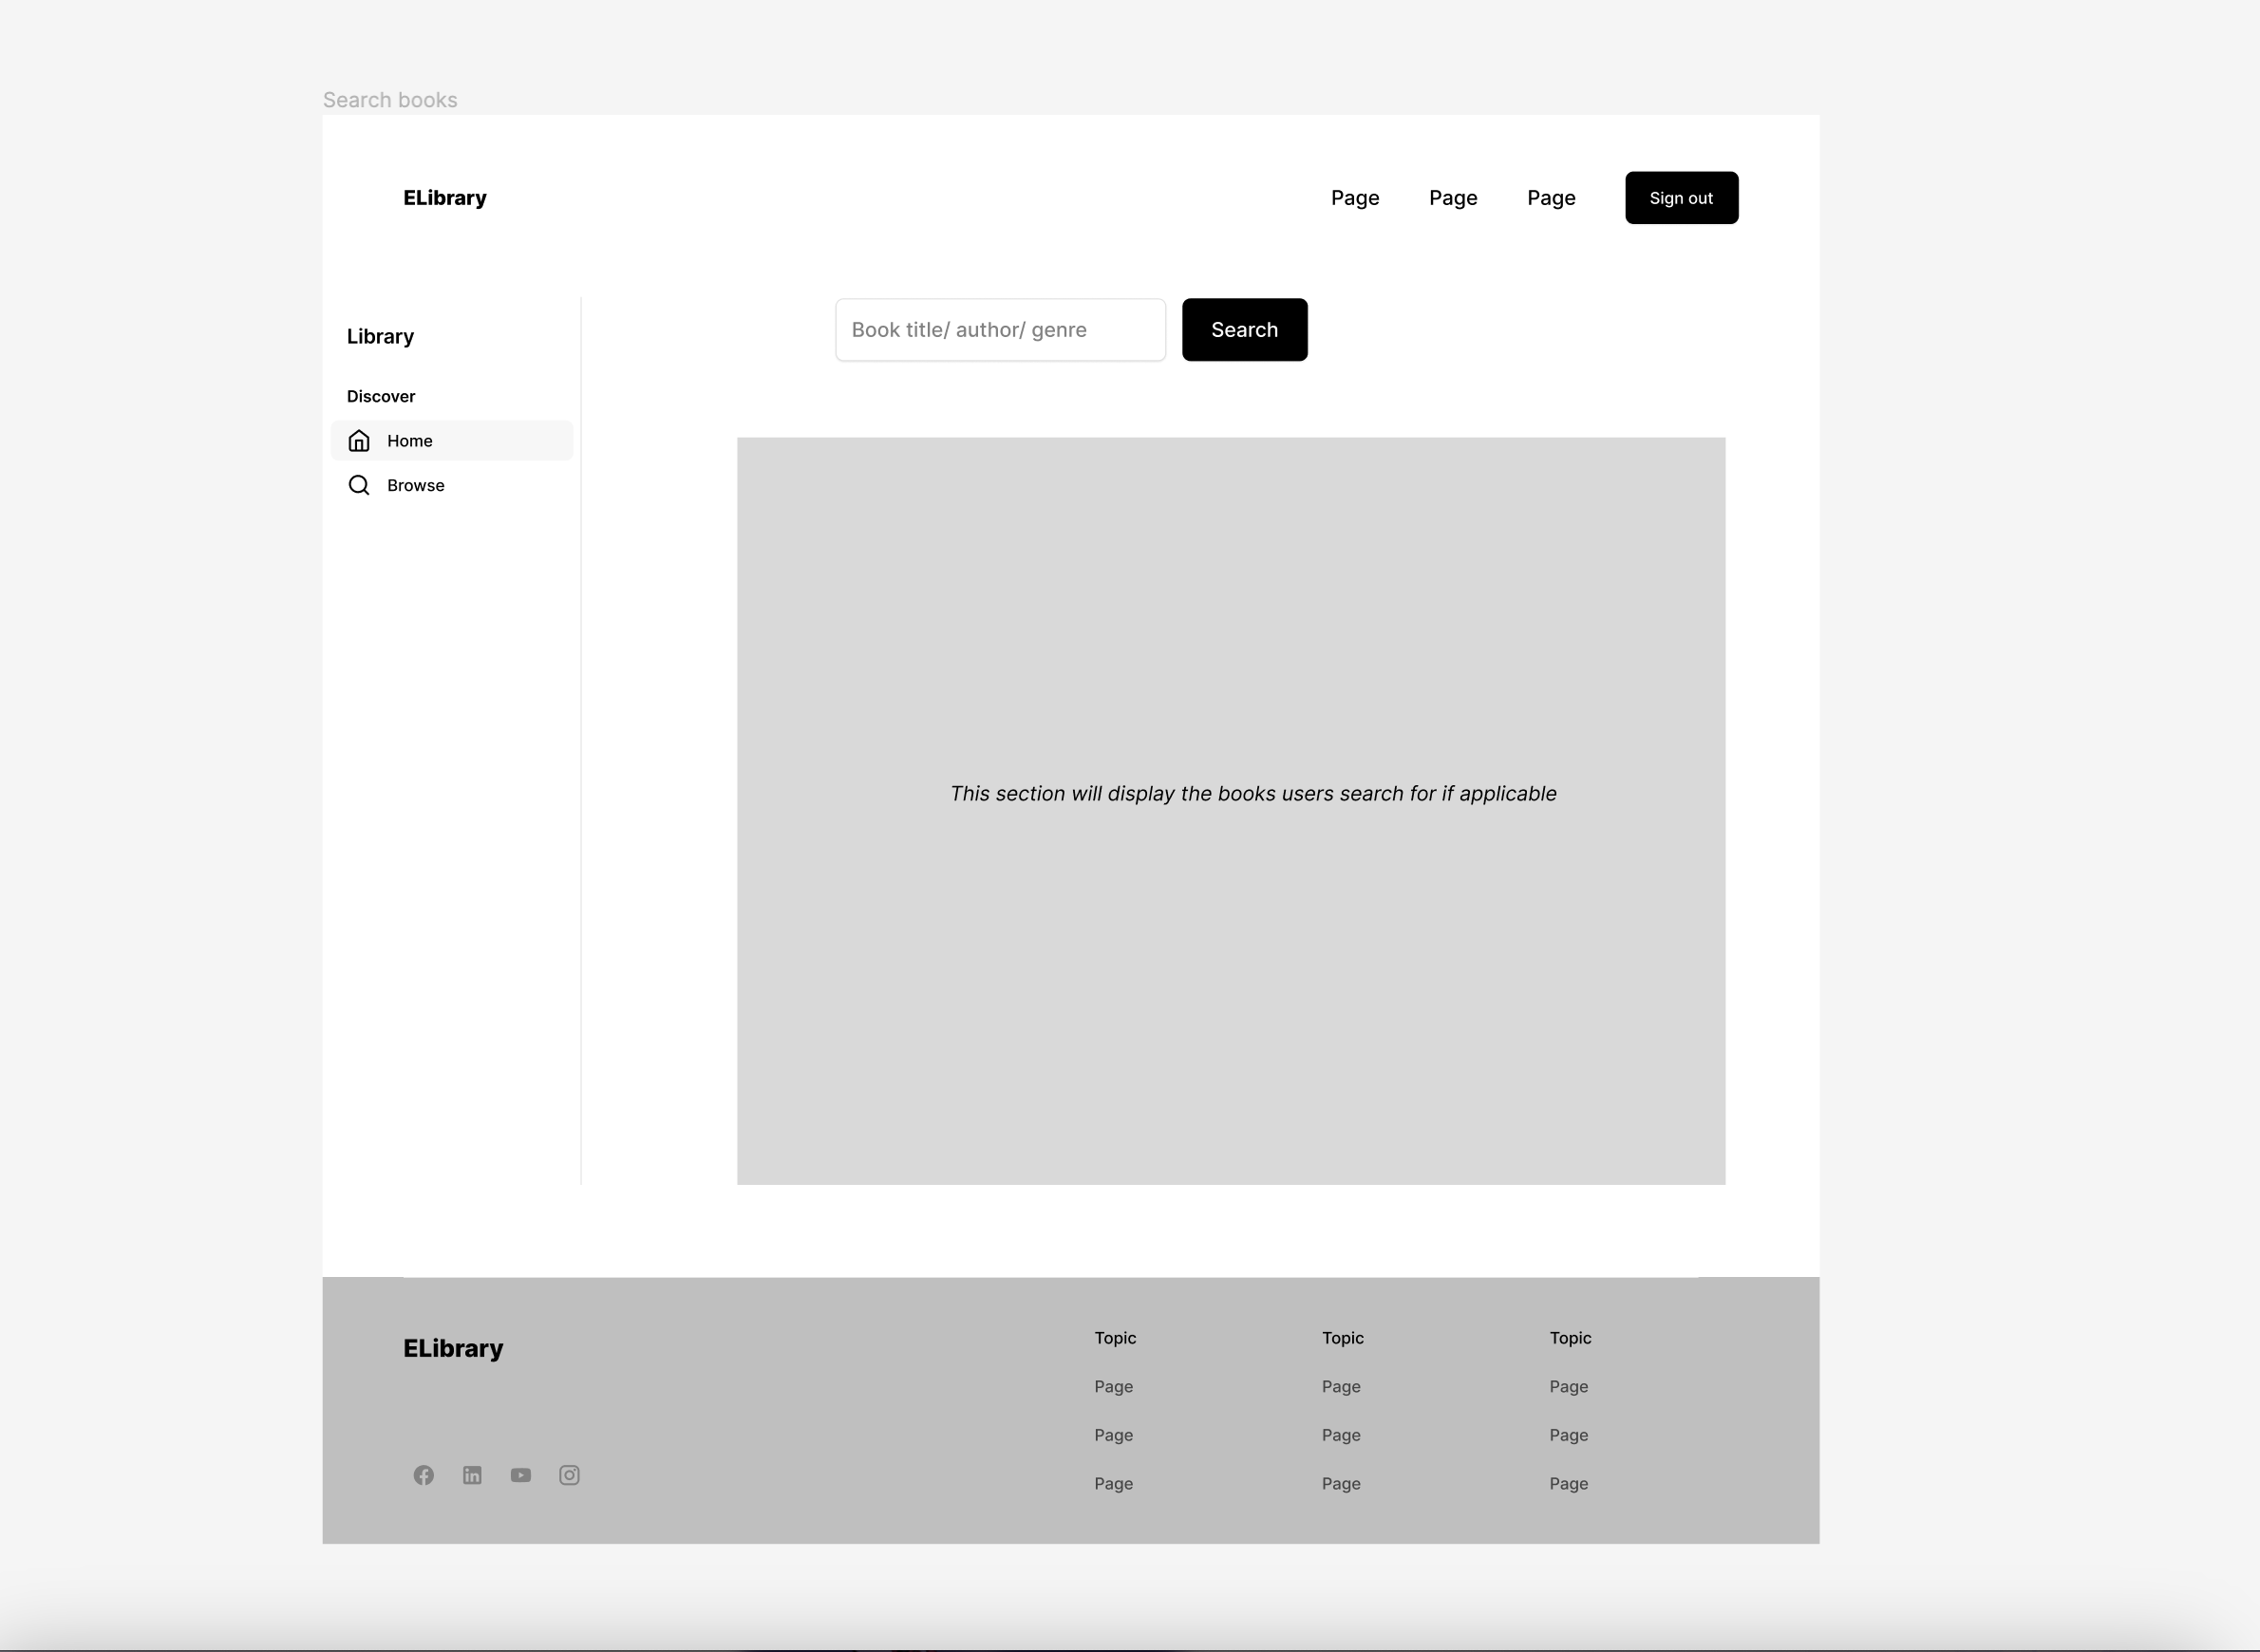 Search books
ELibrary
Page
Page
Page
Sign out
Library
Discover
Home
Browse
Book title/ author/ genre
Search
This section will display the books users search for if applicable
ELibrary
Topic
Page
Page
Page
Topic
Page
Page
Page
Topic
Page
Page
Page